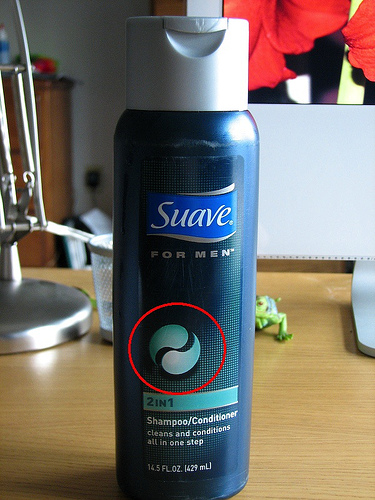 Suave®
FOR MEN™
2 IN 1
Shampoo/Conditioner
cleans and conditions
all in one step
14.5 FL.OZ. (429 mL)